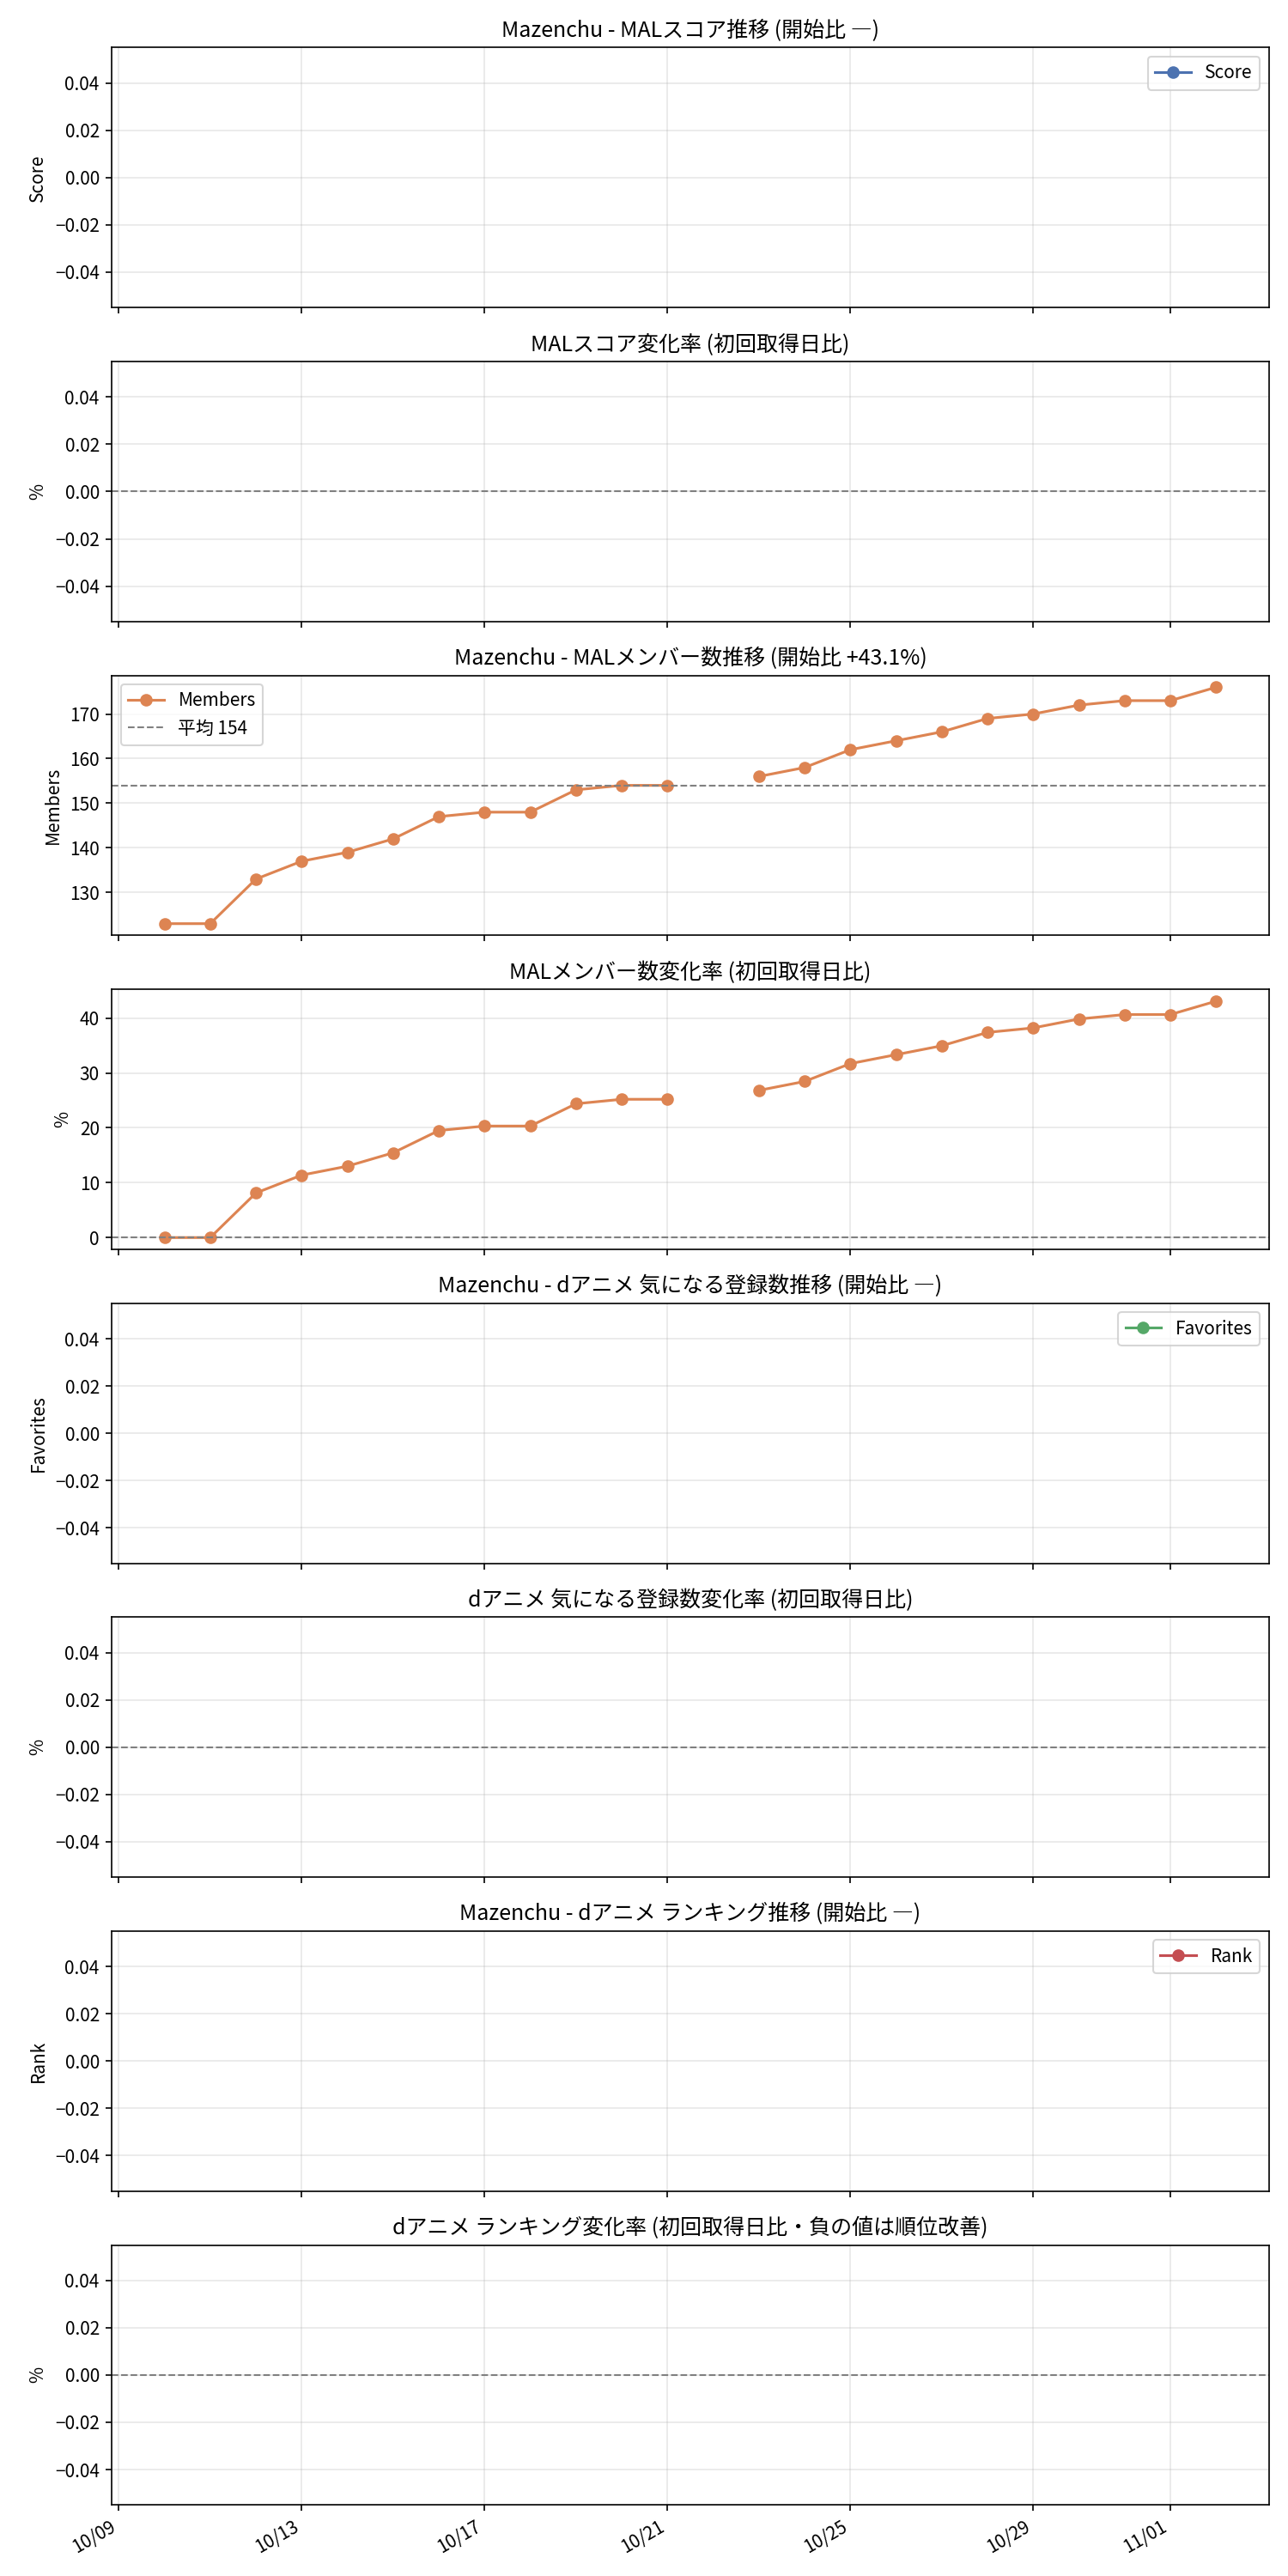 Mazenchu - MALスコア推移 (開始比 ―)
Score
0.04
0.02
0.00
−0.02
−0.04
Score
MALスコア変化率 (初回取得日比)
0.04
0.02
0.00
−0.02
−0.04
%
Mazenchu - MALメンバー数推移 (開始比 +43.1%)
Members
平均 154
170
160
150
140
130
Members
MALメンバー数変化率 (初回取得日比)
40
30
20
10
0
%
Mazenchu - dアニメ 気になる登録数推移 (開始比 ―)
Favorites
0.04
0.02
0.00
−0.02
−0.04
Favorites
dアニメ 気になる登録数変化率 (初回取得日比)
0.04
0.02
0.00
−0.02
−0.04
%
Mazenchu - dアニメ ランキング推移 (開始比 ―)
Rank
0.04
0.02
0.00
−0.02
−0.04
Rank
dアニメ ランキング変化率 (初回取得日比・負の値は順位改善)
0.04
0.02
0.00
−0.02
−0.04
%
10/09 10/13 10/17 10/21 10/25 10/29 11/01